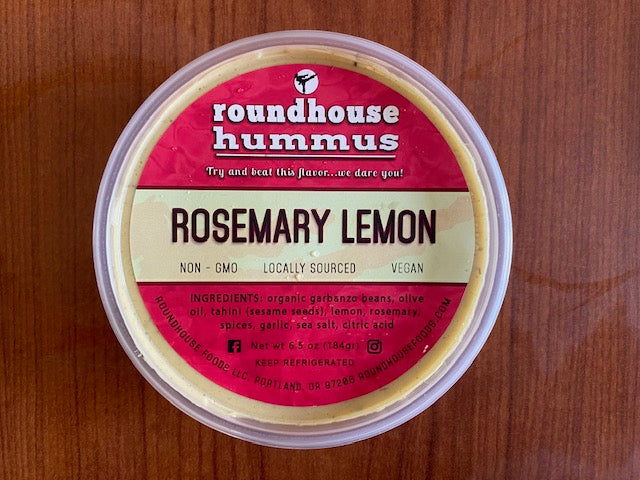 roundhouse
hummus
Try and beat this flavor...we dare you!
ROSEMARY LEMON
NON - GMO LOCALLY SOURCED VEGAN
INGREDIENTS: organic garbanzo beans, olive
oil, tahini (sesame seeds), lemon, rosemary,
spices, garlic, sea salt, citric acid
Net wt 6.5 oz (184gr)
KEEP REFRIGERATED
ROUNDHOUSE FOODS LLC. PORTLAND, OR 97206 ROUNDHOUSEFOODS.COM